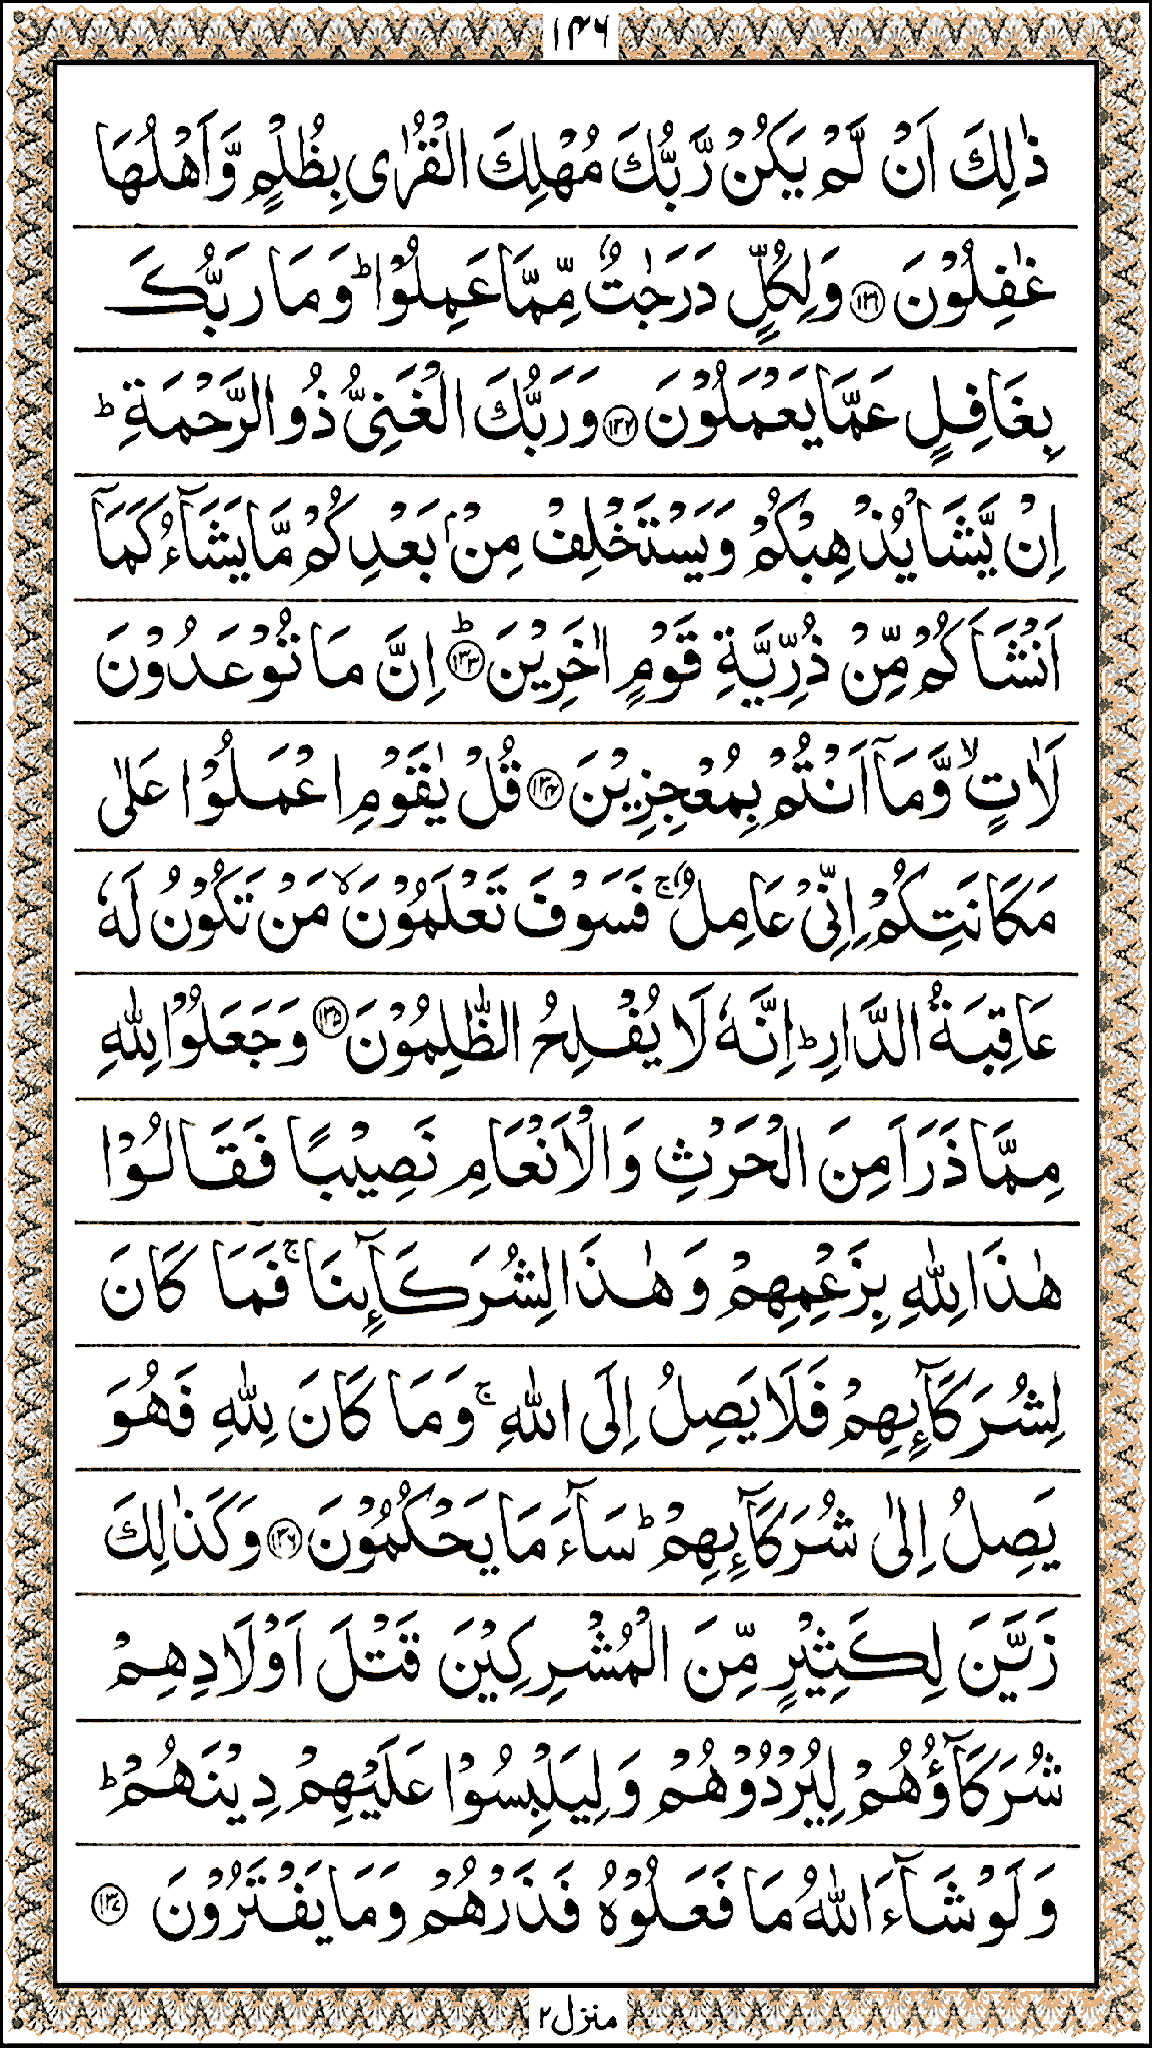 ١٤٦
ذٰلِكَ اَنْ لَّمْ يَكُنْ رَّبُّكَ مُهْلِكَ الْقُرٰى بِظُلْمٍ وَّاَهْلُهَا
غٰفِلُوْنَ ﴿١٣١﴾ وَلِكُلٍّ دَرَجٰتٌ مِّمَّا عَمِلُوْا ؕ وَمَا رَبُّكَ
بِغَافِلٍ عَمَّا يَعْمَلُوْنَ ﴿١٣٢﴾ وَرَبُّكَ الْغَنِيُّ ذُو الرَّحْمَةِ ؕ
اِنْ يَّشَاْ يُذْهِبْكُمْ وَيَسْتَخْلِفْ مِنْۢ بَعْدِكُمْ مَّا يَشَآءُ كَمَاۤ
اَنْشَاَكُمْ مِّنْ ذُرِّيَّةِ قَوْمٍ اٰخَرِيْنَ ؕ﴿١٣٣﴾ اِنَّ مَا تُوْعَدُوْنَ
لَاٰتٍ ۙ وَّمَاۤ اَنْتُمْ بِمُعْجِزِيْنَ ﴿١٣٤﴾ قُلْ يٰقَوْمِ اعْمَلُوْا عَلٰى
مَكَانَتِكُمْ اِنِّيْ عَامِلٌ ۚ فَسَوْفَ تَعْلَمُوْنَ ۙ مَنْ تَكُوْنُ لَهٗ
عَاقِبَةُ الدَّارِ ؕ اِنَّهٗ لَا يُفْلِحُ الظّٰلِمُوْنَ ﴿١٣٥﴾ وَجَعَلُوْا لِلّٰهِ
مِمَّا ذَرَاَ مِنَ الْحَرْثِ وَالْاَنْعَامِ نَصِيْبًا فَقَالُوْا
هٰذَا لِلّٰهِ بِزَعْمِهِمْ وَهٰذَا لِشُرَكَآئِنَا ۚ فَمَا كَانَ
لِشُرَكَآئِهِمْ فَلَا يَصِلُ اِلَى اللّٰهِ ۚ وَمَا كَانَ لِلّٰهِ فَهُوَ
يَصِلُ اِلٰى شُرَكَآئِهِمْ ؕ سَآءَ مَا يَحْكُمُوْنَ ﴿١٣٦﴾ وَكَذٰلِكَ
زَيَّنَ لِكَثِيْرٍ مِّنَ الْمُشْرِكِيْنَ قَتْلَ اَوْلَادِهِمْ
شُرَكَآؤُهُمْ لِيُرْدُوْهُمْ وَلِيَلْبِسُوْا عَلَيْهِمْ دِيْنَهُمْ ؕ
وَلَوْ شَآءَ اللّٰهُ مَا فَعَلُوْهُ فَذَرْهُمْ وَمَا يَفْتَرُوْنَ ﴿١٣٧﴾
منزل ٢